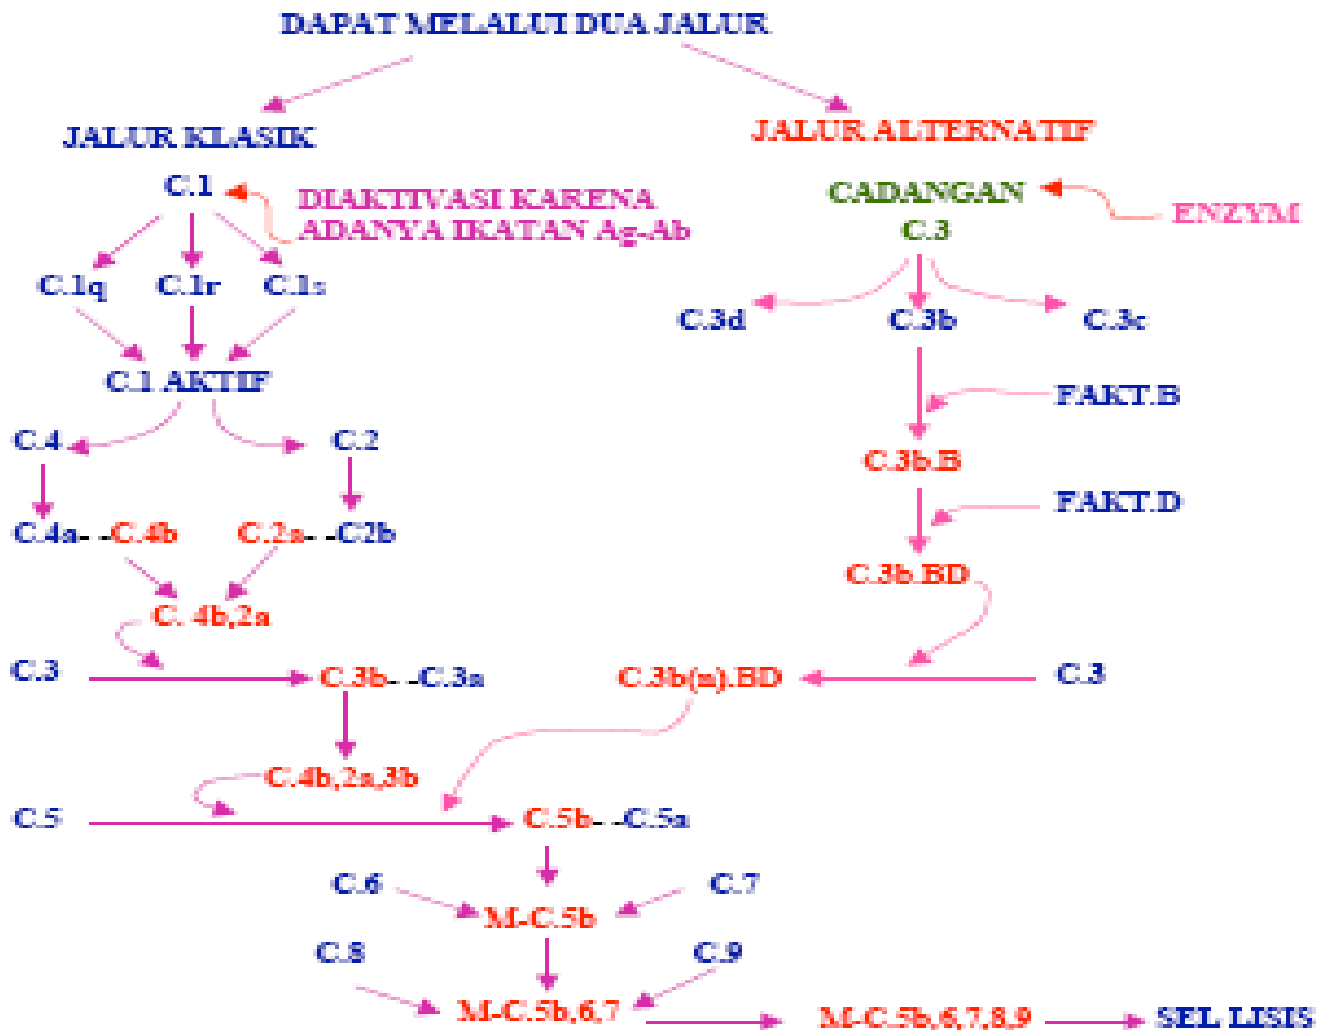 DAPAT MELALUI DUA JALUR
JALUR KLASIK
JALUR ALTERNATIF
C.1
DIAKTIVASI KARENA
ADANYA IKATAN Ag-Ab
CADANGAN
C.3
ENZYM
C.1q C.1r C.1s
C.3d C.3b C.3c
C.1 AKTIF
FAKT.B
C.4 C.2
C.3b.B
FAKT.D
C.4a--C.4b C.2a--C2b
C.3b.BD
C.4b,2a
C.3 C.3b--C.3a C.3b(n).BD C.3
C.4b,2a,3b
C.5 C.5b--C.5a
C.6 C.7
M-C.5b
C.8 C.9
M-C.5b,6,7 M-C.5b,6,7,8,9 SEL LISIS